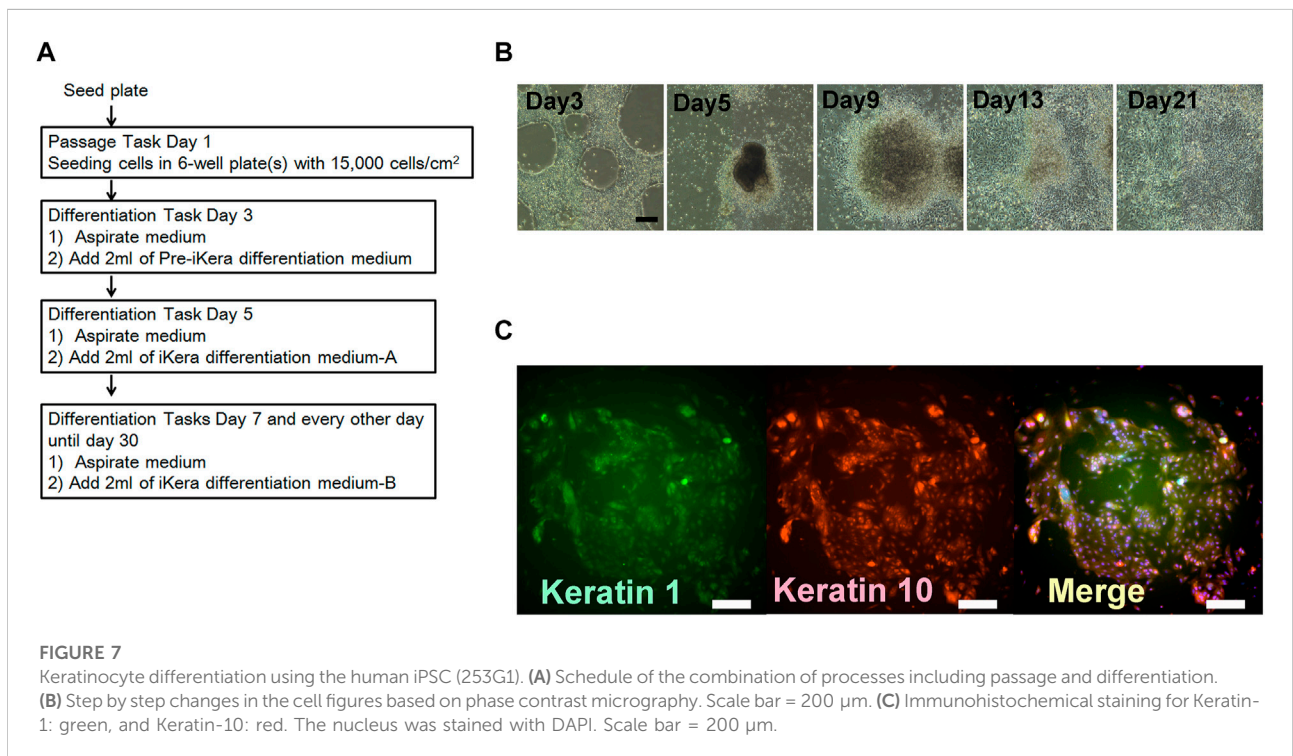 A
Seed plate
Passage Task Day 1
Seeding cells in 6-well plate(s) with 15,000 cells/cm²
Differentiation Task Day 3
1) Aspirate medium
2) Add 2ml of Pre-iKera differentiation medium
Differentiation Task Day 5
1) Aspirate medium
2) Add 2ml of iKera differentiation medium-A
Differentiation Tasks Day 7 and every other day
until day 30
1) Aspirate medium
2) Add 2ml of iKera differentiation medium-B
B
Day3 Day5 Day9 Day13 Day21
C
Keratin 1 Keratin 10 Merge
FIGURE 7
Keratinocyte differentiation using the human iPSC (253G1). (A) Schedule of the combination of processes including passage and differentiation.
(B) Step by step changes in the cell figures based on phase contrast micrography. Scale bar = 200 µm. (C) Immunohistochemical staining for Keratin-
1: green, and Keratin-10: red. The nucleus was stained with DAPI. Scale bar = 200 µm.